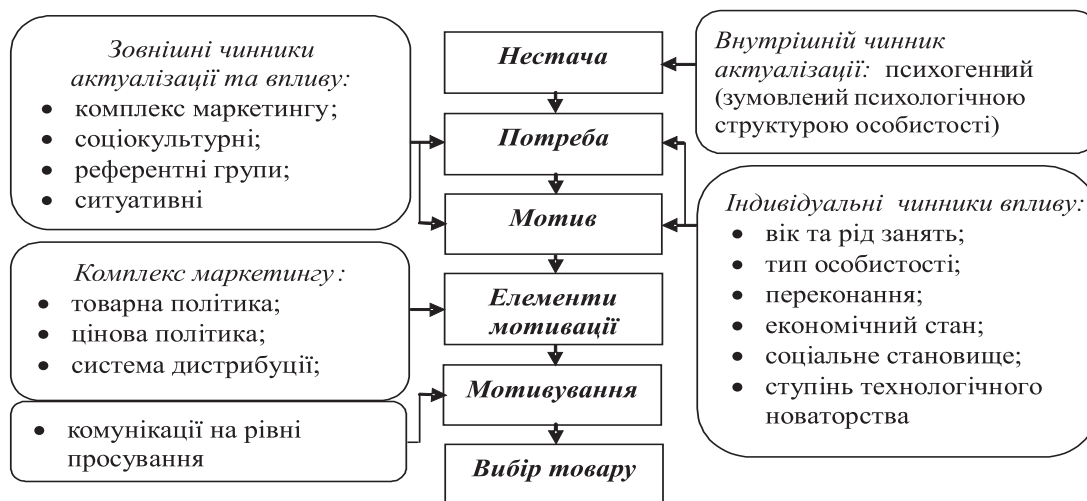 Зовнішні чинники
актуалізації та впливу:
• комплекс маркетингу;
• соціокультурні;
• референтні групи;
• ситуативні
Комплекс маркетингу:
• товарна політика;
• цінова політика;
• система дистрибуції;
• комунікації на рівні
просування
Нестача
Потреба
Мотив
Елементи
мотивації
Мотивування
Вибір товару
Внутрішній чинник
актуалізації: психогенний
(зумовлений психологічною
структурою особистості)
Індивідуальні чинники впливу:
• вік та рід занять;
• тип особистості;
• переконання;
• економічний стан;
• соціальне становище;
• ступінь технологічного
новаторства